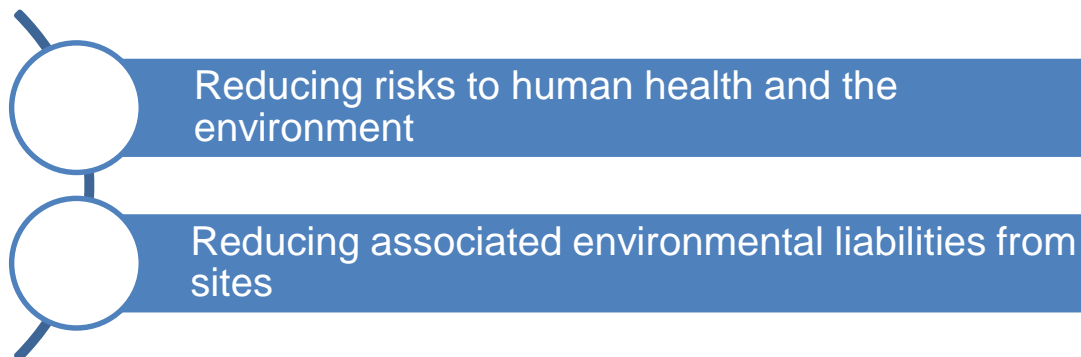 Reducing risks to human health and the
environment
Reducing associated environmental liabilities from
sites